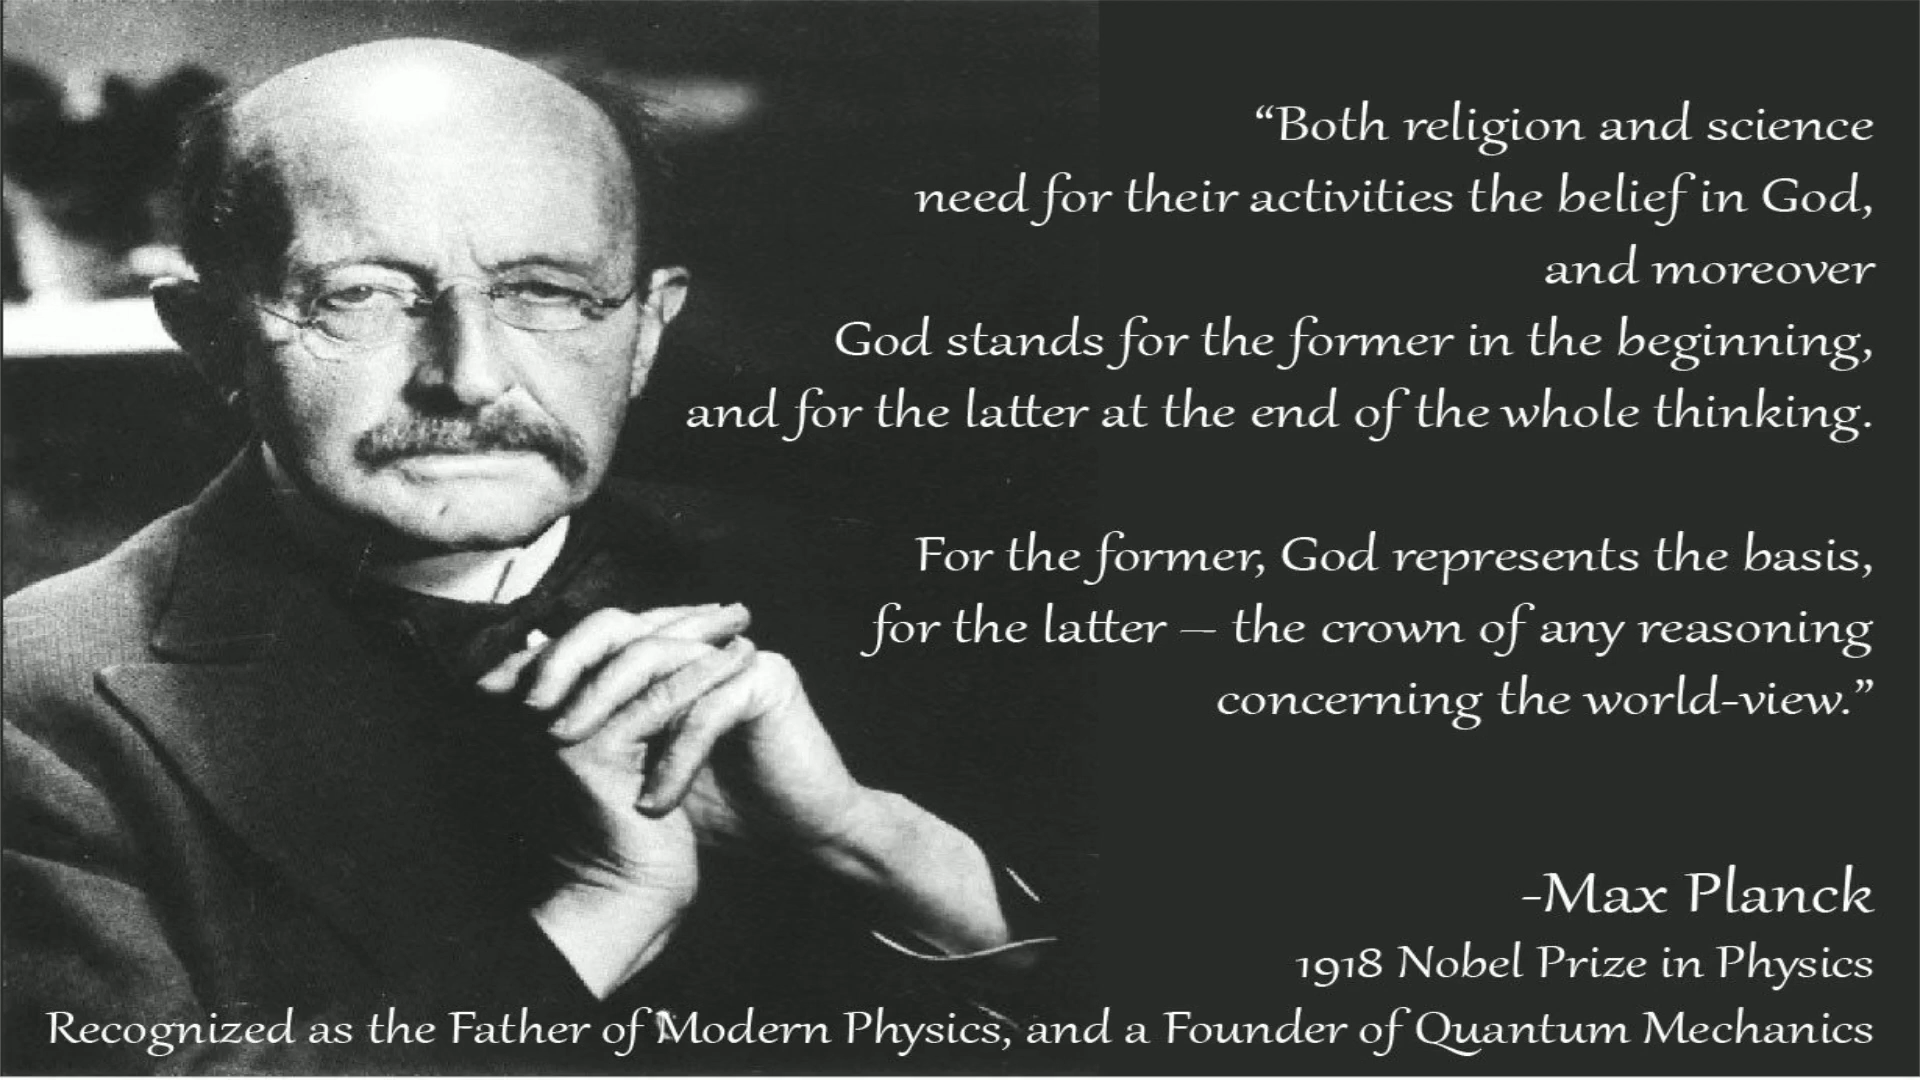 “Both religion and science
need for their activities the belief in God,
and moreover
God stands for the former in the beginning,
and for the latter at the end of the whole thinking.
For the former, God represents the basis,
for the latter – the crown of any reasoning
concerning the world-view.”
-Max Planck
1918 Nobel Prize in Physics
Recognized as the Father of Modern Physics, and a Founder of Quantum Mechanics